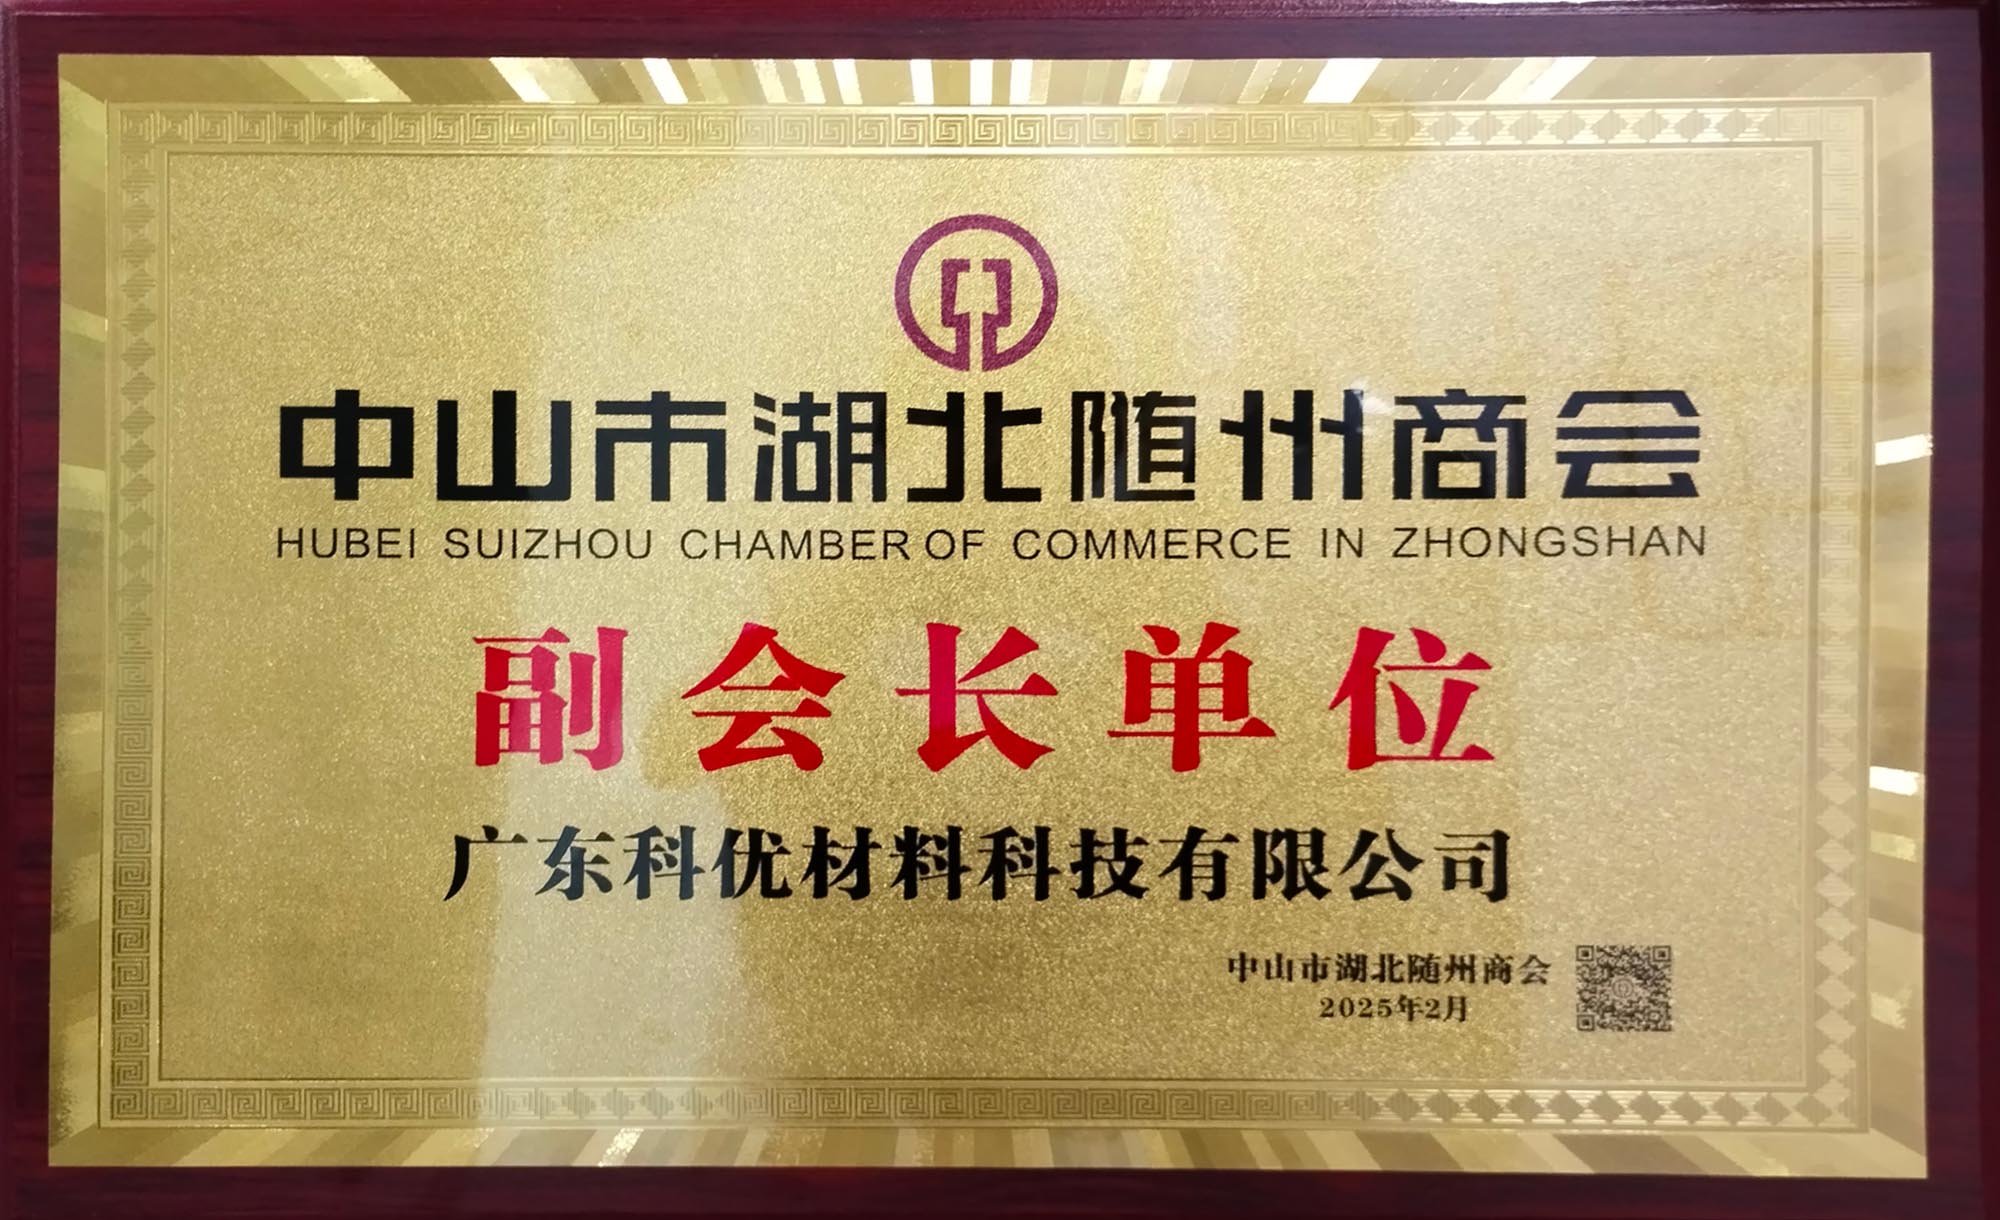 中山市湖北随州商会
HUBEI SUIZHOU CHAMBER OF COMMERCE IN ZHONGSHAN
副会长单位
广东科优材料科技有限公司
中山市湖北随州商会
2025年2月